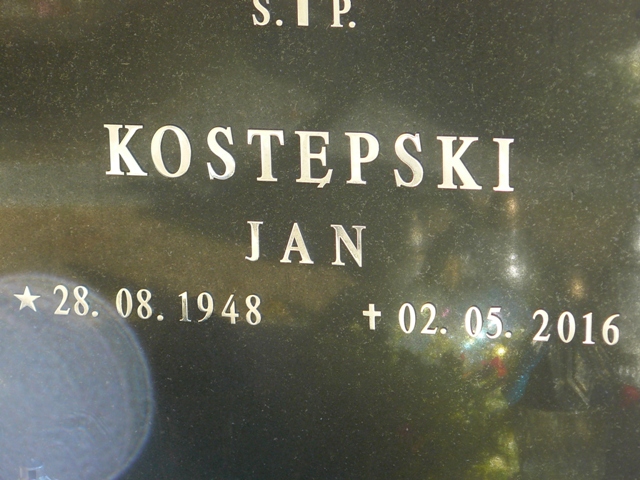 Ś. P.
KOSTĘPSKI
JAN
★ 28. 08. 1948 ✝ 02. 05. 2016